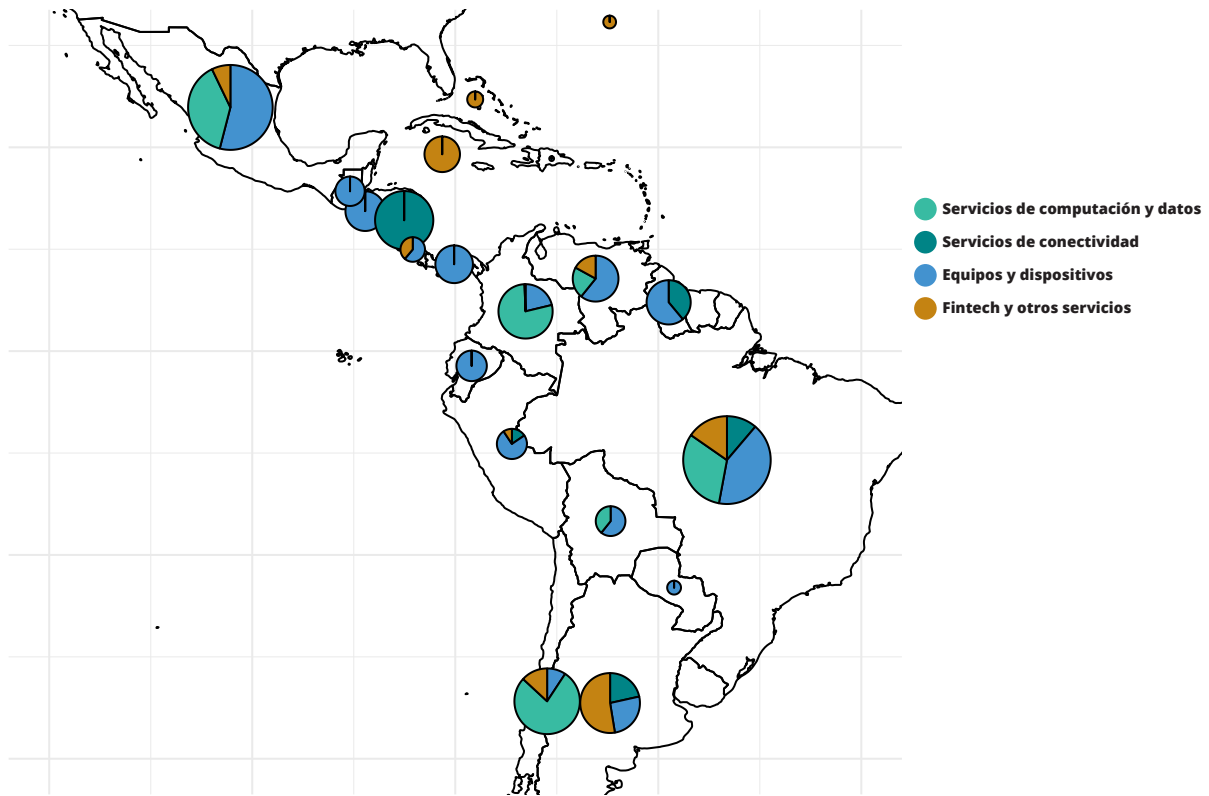 Servicios de computación y datos
Servicios de conectividad
Equipos y dispositivos
Fintech y otros servicios